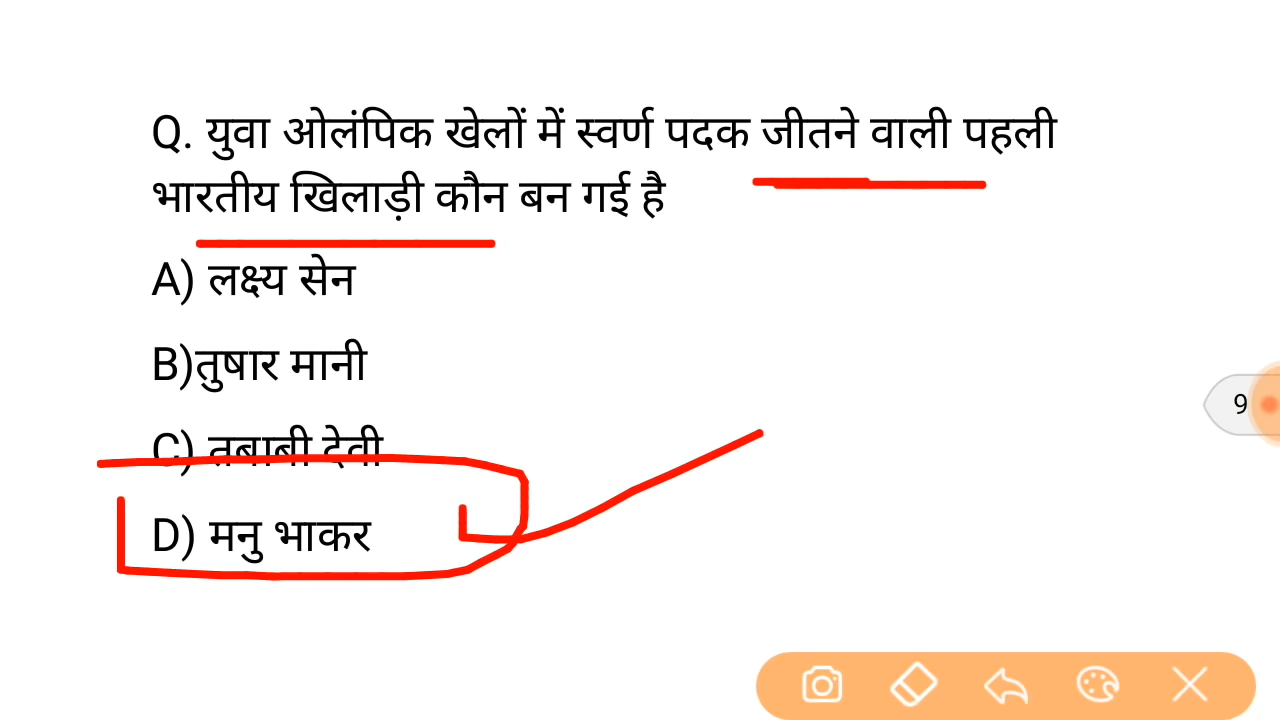 Q. युवा ओलंपिक खेलों में स्वर्ण पदक जीतने वाली पहली
भारतीय खिलाड़ी कौन बन गई है
A) लक्ष्य सेन
B)तुषार मानी
C) तबाबी देवी
D) मनु भाकर
9